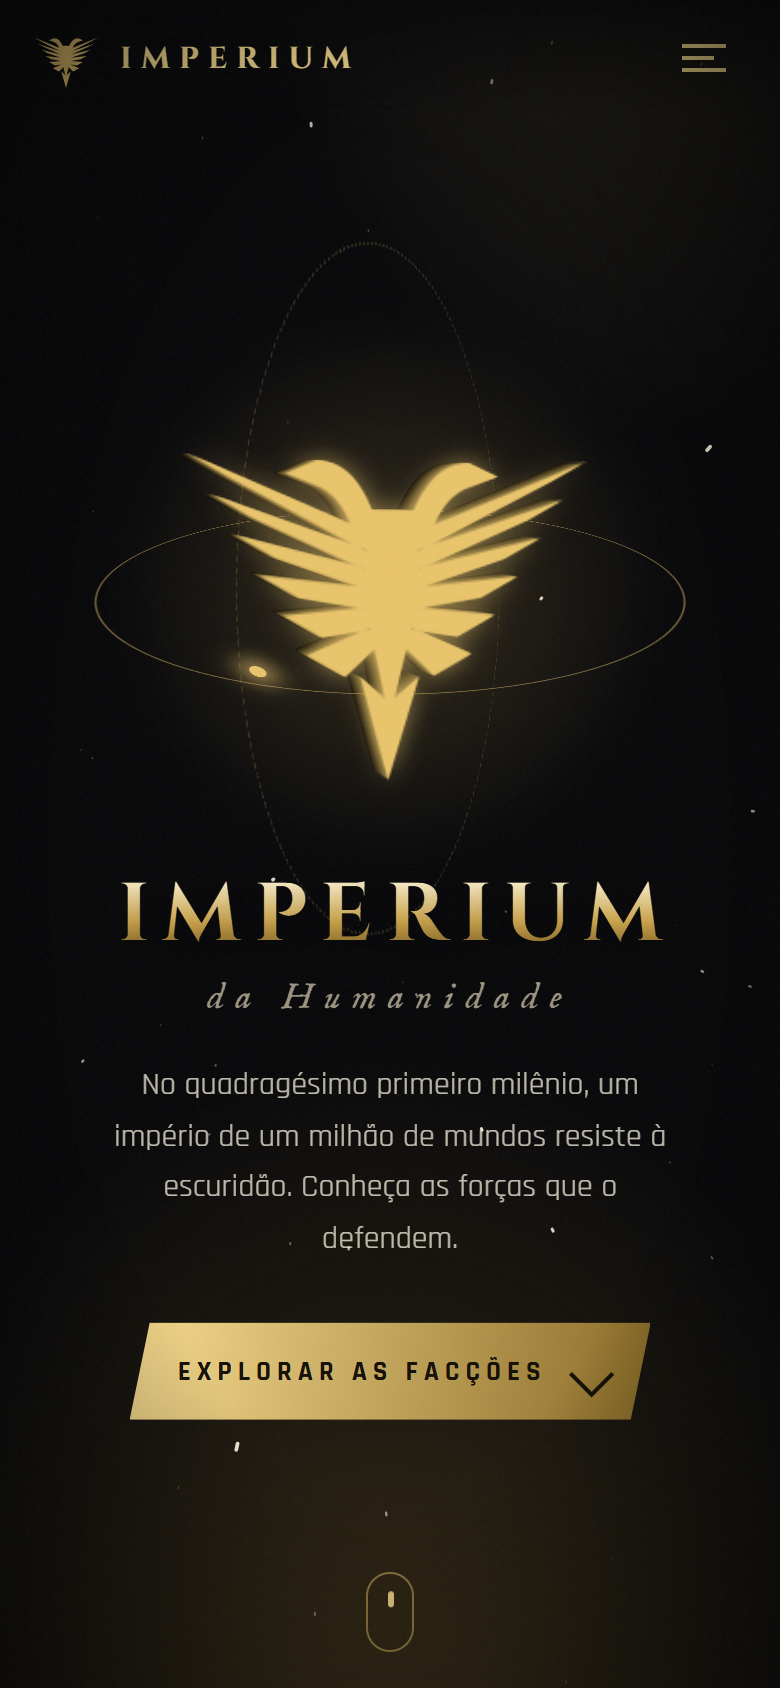 IMPERIUM
IMPERIUM
da Humanidade
No quadragésimo primeiro milênio, um
império de um milhão de mundos resiste à
escuridão. Conheça as forças que o
defendem.
EXPLORAR AS FACÇÕES